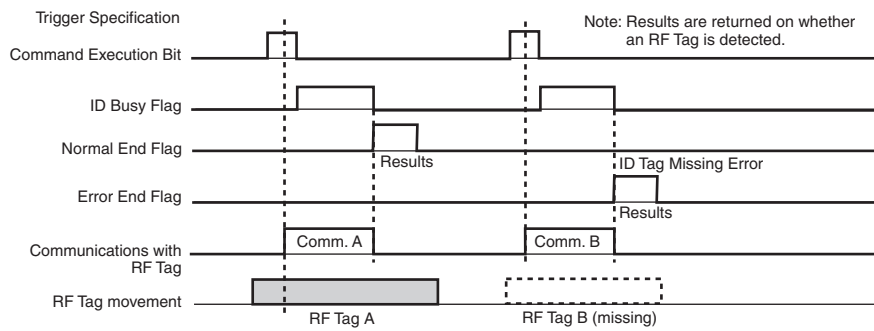 Trigger Specification
Note: Results are returned on whether
an RF Tag is detected.
Command Execution Bit
ID Busy Flag
Normal End Flag
Results
ID Tag Missing Error
Error End Flag
Results
Communications with
RF Tag
Comm. A
Comm. B
RF Tag movement
RF Tag A
RF Tag B (missing)